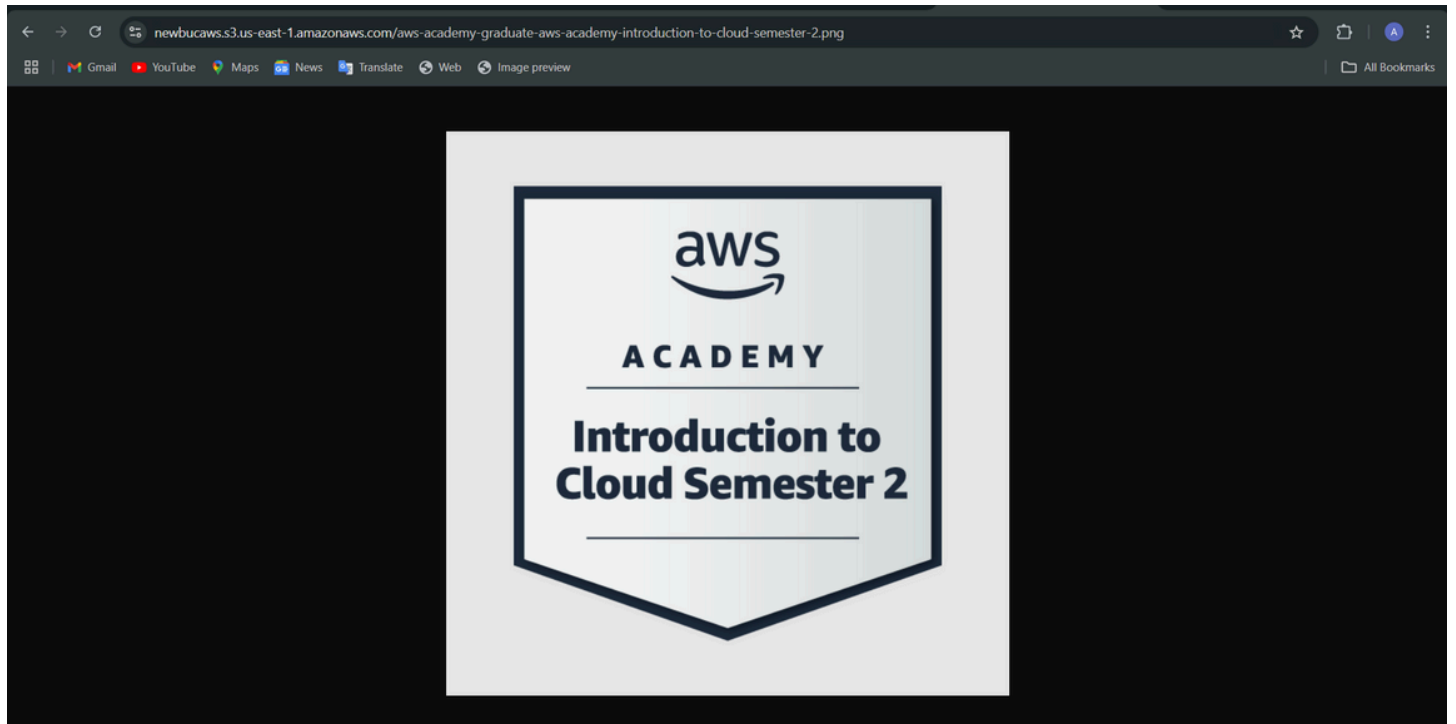 newbucaws.s3.us-east-1.amazonaws.com/aws-academy-graduate-aws-academy-introduction-to-cloud-semester-2.png
A
Gmail YouTube Maps News Translate Web Image preview All Bookmarks
aws
ACADEMY
Introduction to
Cloud Semester 2